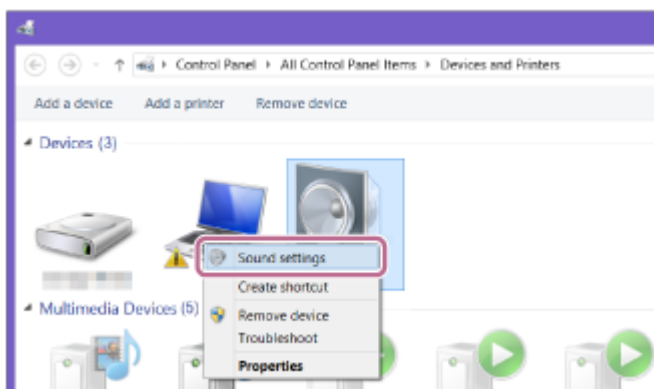 Control Panel All Control Panel Items Devices and Printers
Add a device Add a printer Remove device
Devices (3)
Sound settings
Create shortcut
Multimedia Devices (5)
Remove device
Troubleshoot
Properties